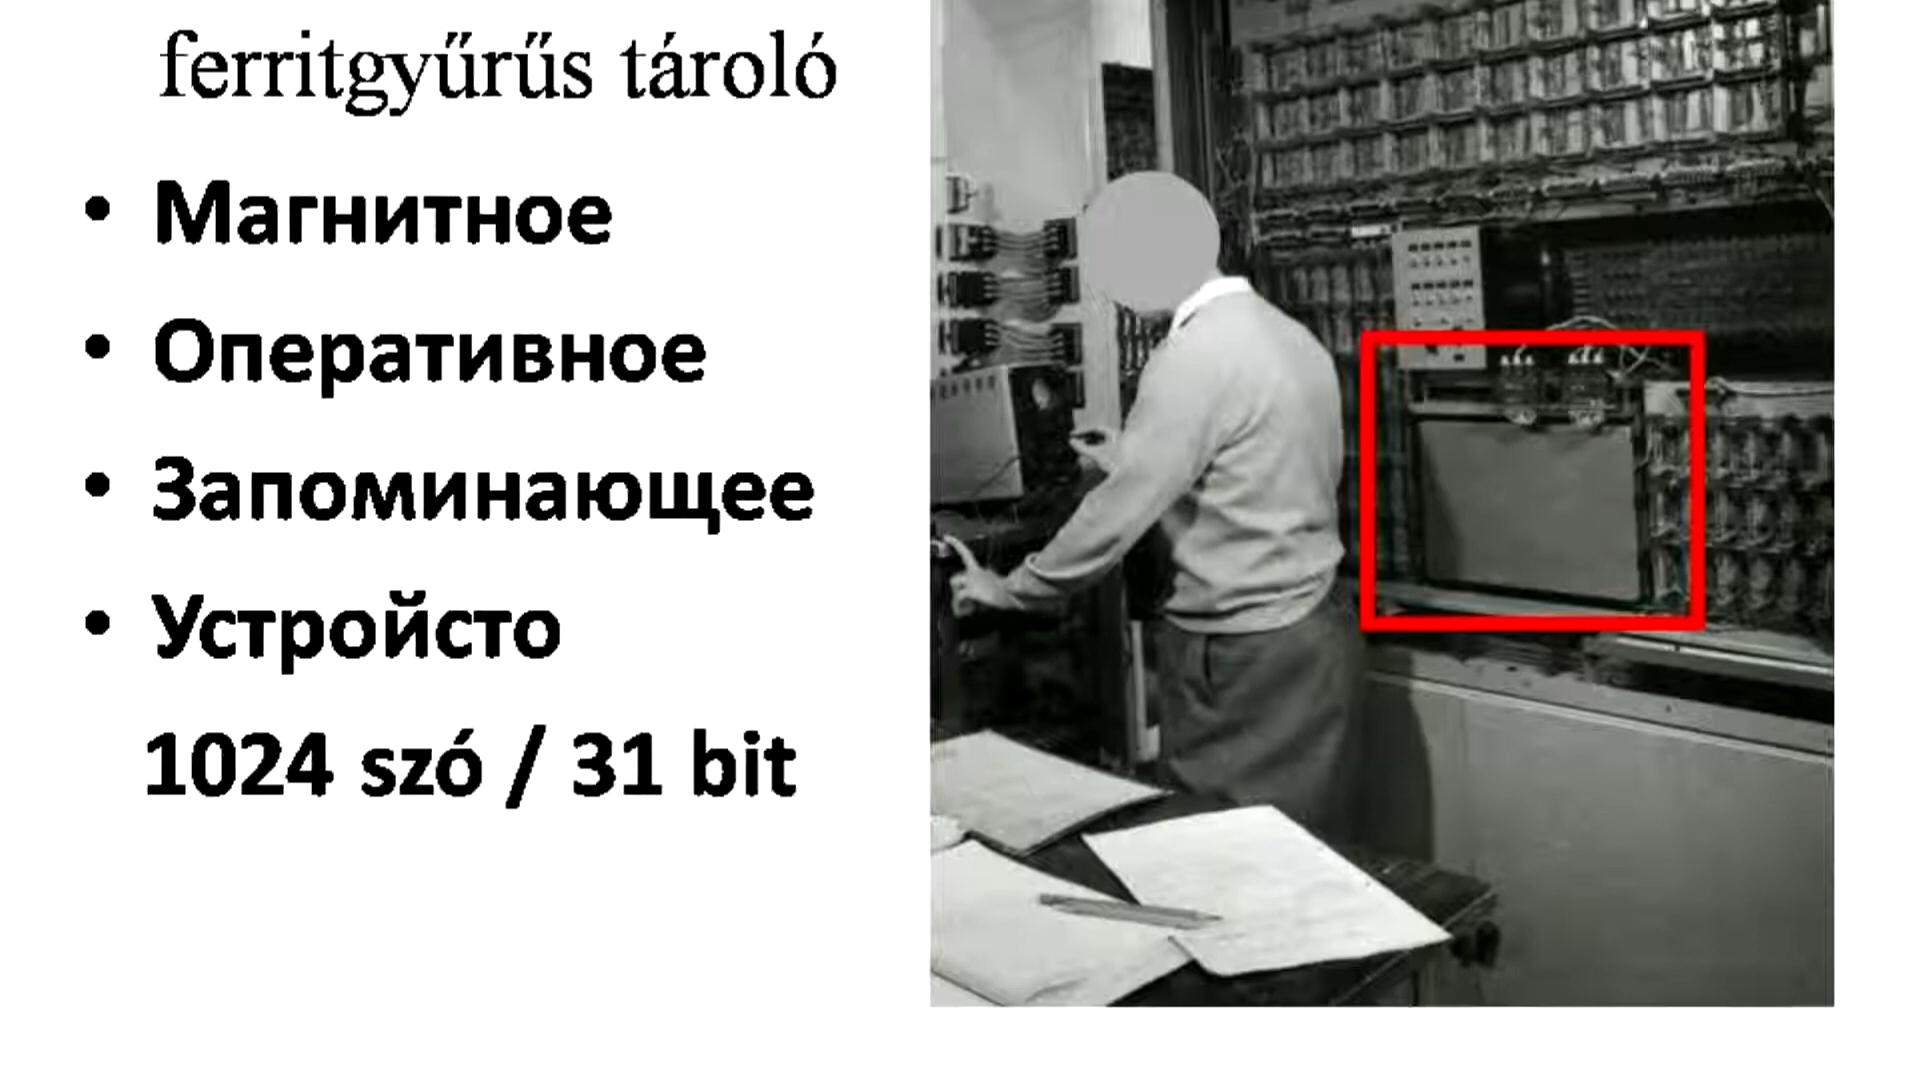 ferritgyűrűs tároló
• Магнитное
• Оперативное
• Запоминающее
• Устройсто
1024 szó / 31 bit